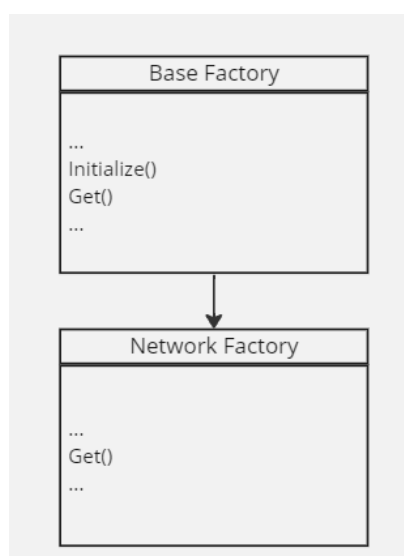 Base Factory
...
Initialize()
Get()
...
Network Factory
...
Get()
...